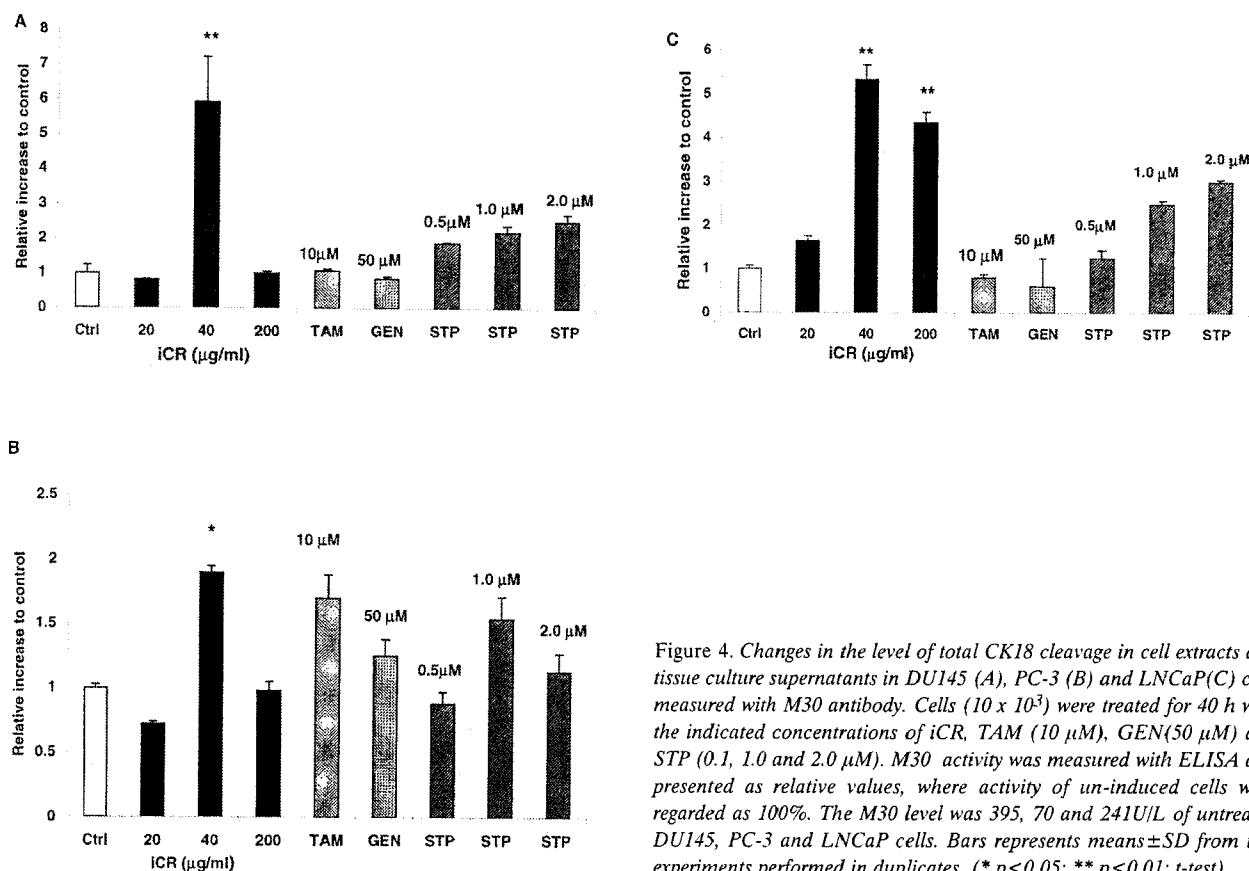 A
Relative increase to control
8
7
6
5
4
3
2
1
0
**
10μM
50 μM
0.5μM
1.0 μM
2.0 μM
Ctrl 20 40 200 TAM GEN STP STP STP
iCR (μg/ml)
C
Relative increase to control
6
5
4
3
2
1
0
**
**
10 μM
50 μM
0.5μM
1.0 μM
2.0 μM
Ctrl 20 40 200 TAM GEN STP STP STP
iCR (μg/ml)
B
Relative increase to control
2.5
2
1.5
1
0.5
0
*
10 μM
50 μM
0.5μM
1.0 μM
2.0 μM
Ctrl 20 40 200 TAM GEN STP STP STP
iCR (μg/ml)
Figure 4. Changes in the level of total CK18 cleavage in cell extracts
tissue culture supernatants in DU145 (A), PC-3 (B) and LNCaP(C)
measured with M30 antibody. Cells (10 x 10³) were treated for 40 h
the indicated concentrations of iCR, TAM (10 μM), GEN(50 μM)
STP (0.1, 1.0 and 2.0 μM). M30 activity was measured with ELISA
presented as relative values, where activity of un-induced cells
regarded as 100%. The M30 level was 395, 70 and 241U/L of
DU145, PC-3 and LNCaP cells. Bars represents means±SD from
experiments performed in duplicates. (* p<0.05; ** p<0.01; t-test)